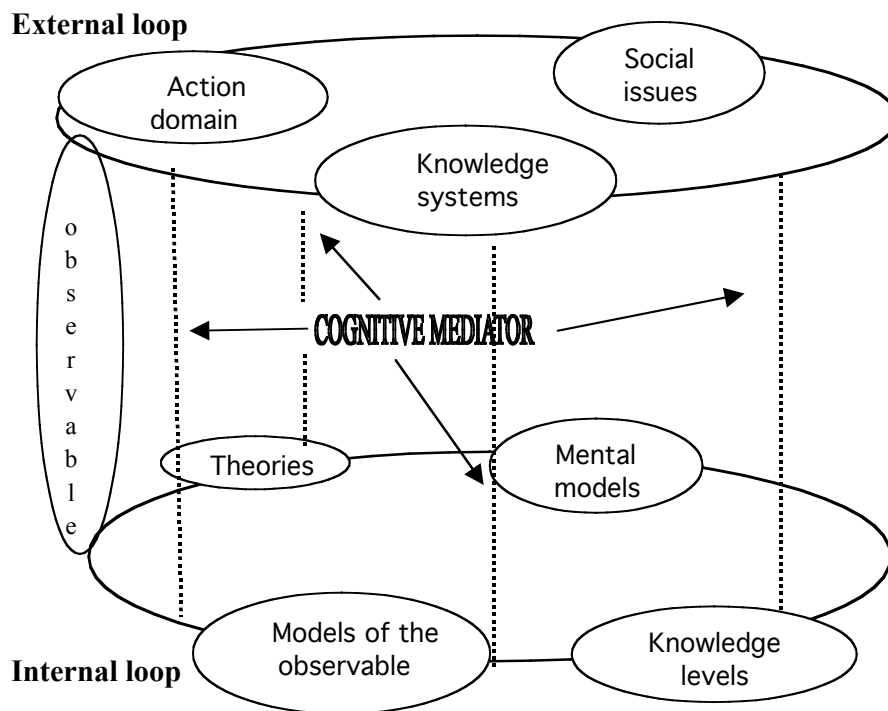 External loop
Action
domain
Social
issues
Knowledge
systems
observable
COGNITIVE MEDIATOR
Theories
Mental
models
Models of the
observable
Knowledge
levels
Internal loop